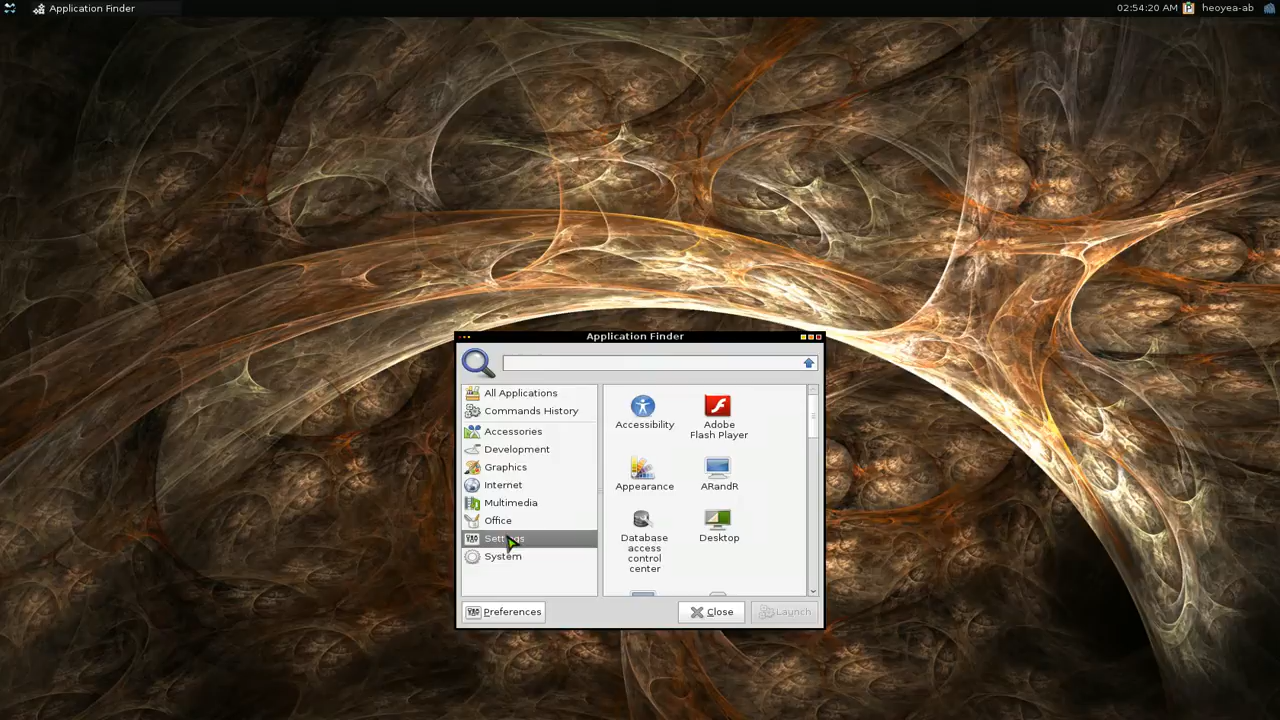 Application Finder
02:54:20 AM
heoyea-ab
Application Finder
All Applications
Commands History
Accessories
Development
Graphics
Internet
Multimedia
Office
Settings
System
Accessibility
Adobe
Flash Player
Appearance
ARandR
Database
access
control
center
Desktop
Preferences
Close
Launch